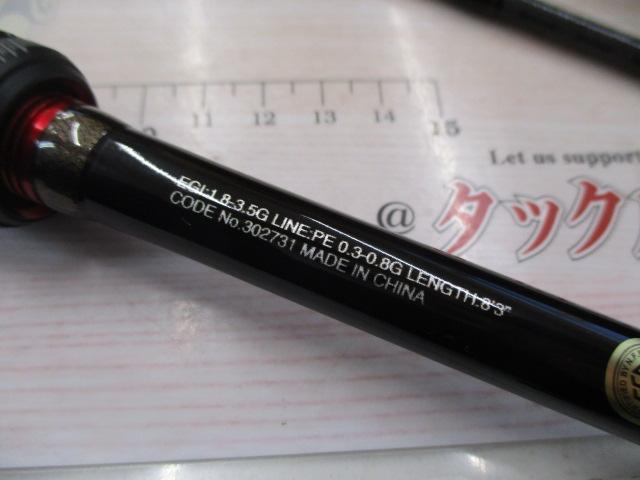 10 11 12 13 14 15
Let us suppor
@タック
EGI:1.8-3.5G LINE:PE 0.3-0.8G LENGTH:8'3"
CODE No.302731 MADE IN CHINA